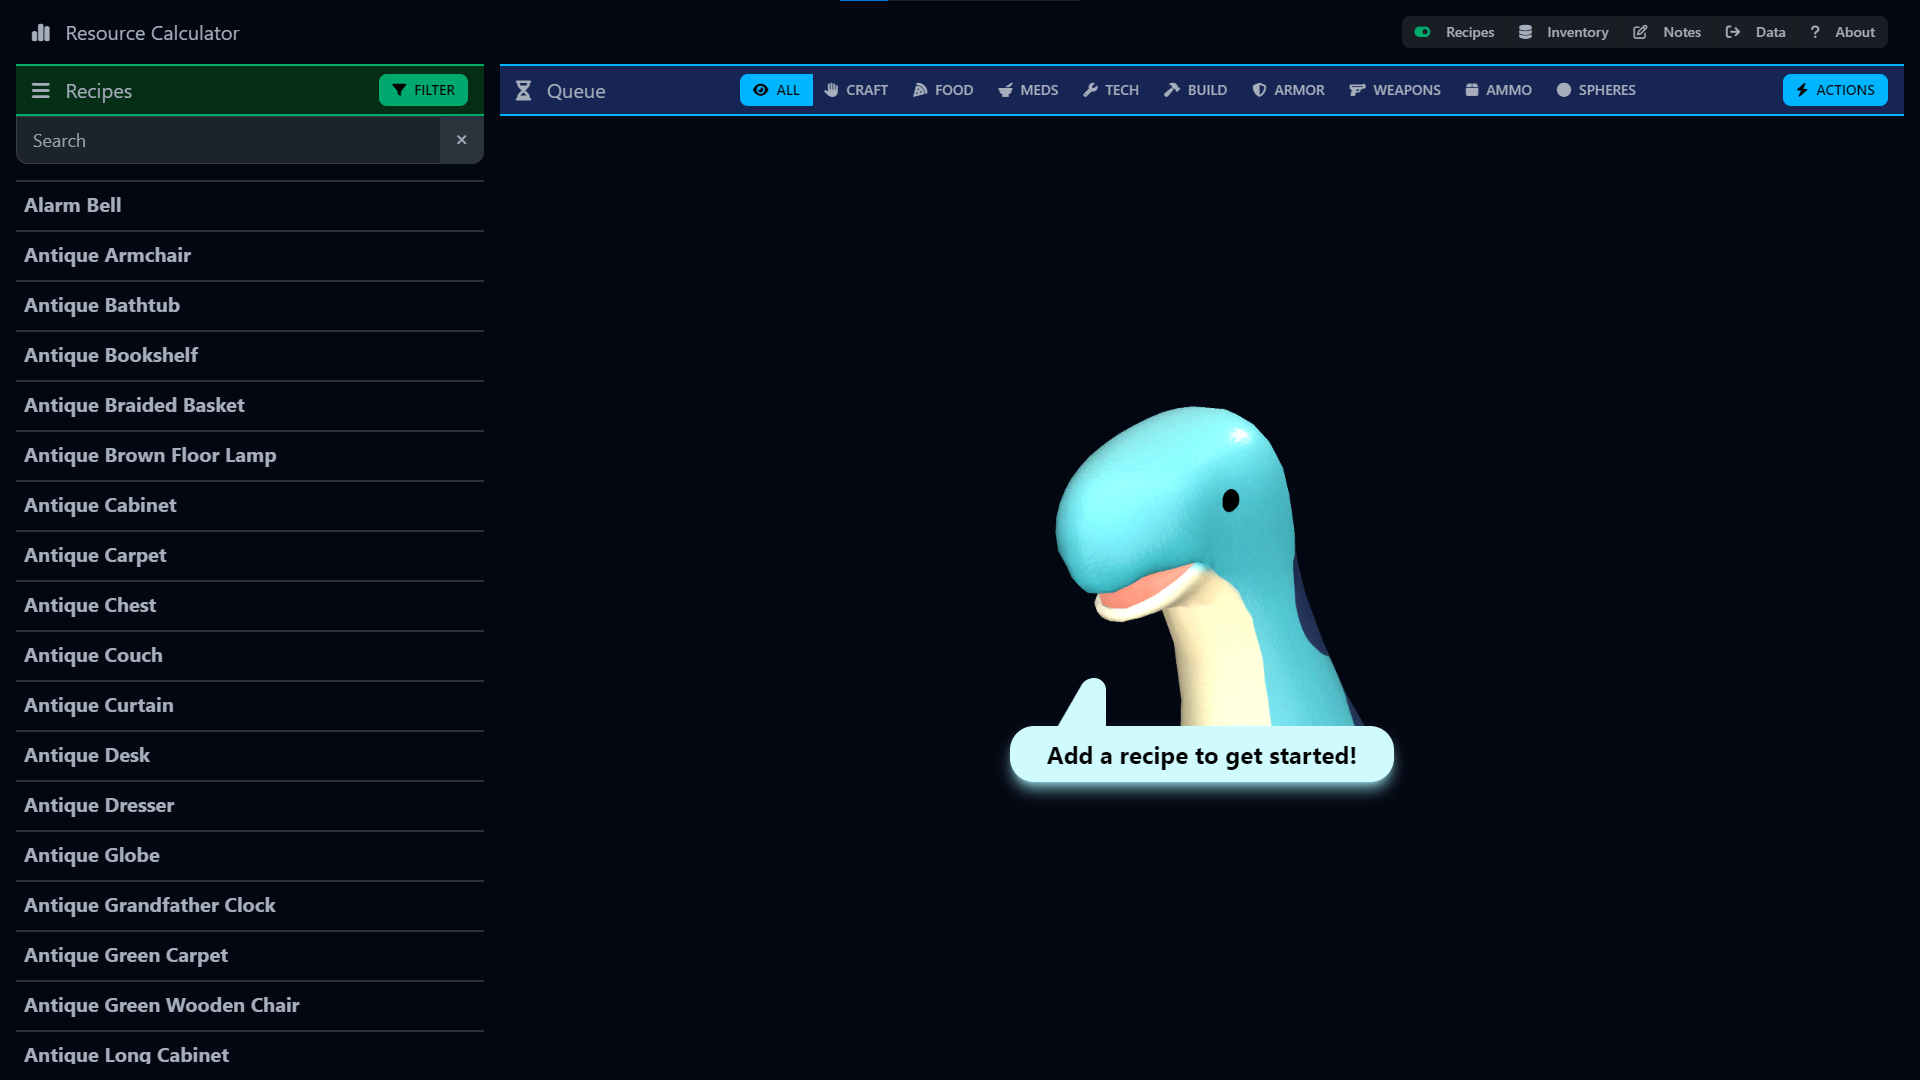 Resource Calculator
Recipes
Inventory
Notes
Data
? About
Recipes
FILTER
Queue
ALL
CRAFT
FOOD
MEDS
TECH
BUILD
ARMOR
WEAPONS
AMMO
SPHERES
ACTIONS
Search
Alarm Bell
Antique Armchair
Antique Bathtub
Antique Bookshelf
Antique Braided Basket
Antique Brown Floor Lamp
Antique Cabinet
Antique Carpet
Antique Chest
Antique Couch
Antique Curtain
Antique Desk
Antique Dresser
Antique Globe
Antique Grandfather Clock
Antique Green Carpet
Antique Green Wooden Chair
Antique Long Cabinet
Add a recipe to get started!